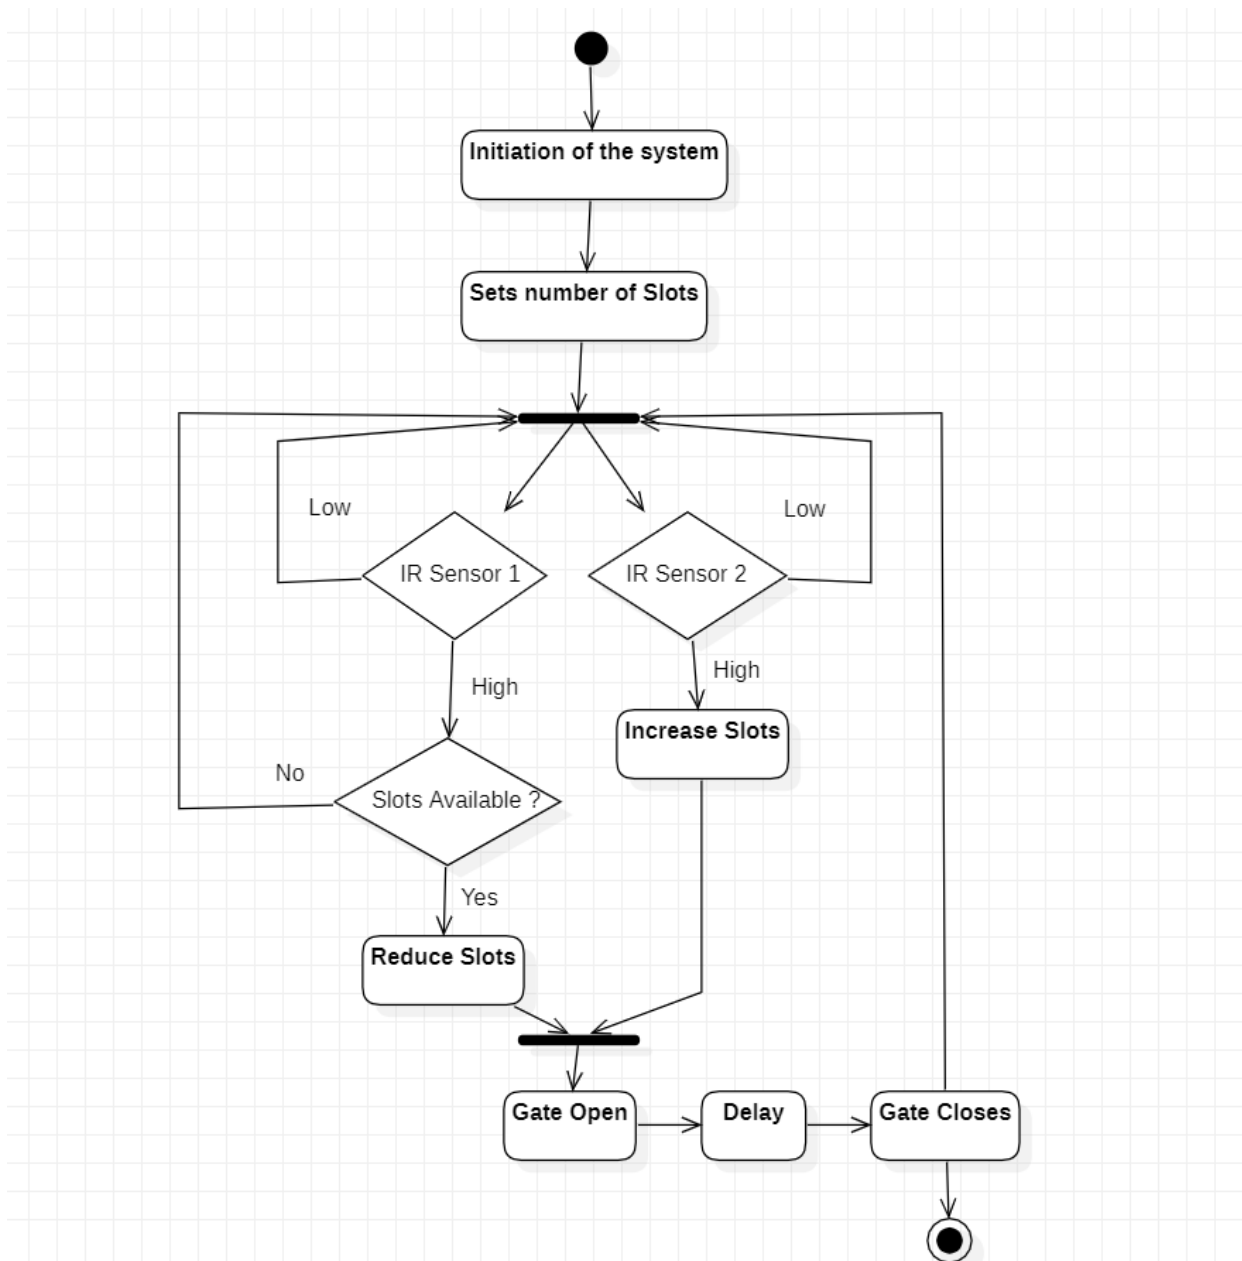 Initiation of the system
Sets number of Slots
Low
Low
IR Sensor 1
IR Sensor 2
High
High
Increase Slots
No
Slots Available ?
Yes
Reduce Slots
Gate Open
Delay
Gate Closes